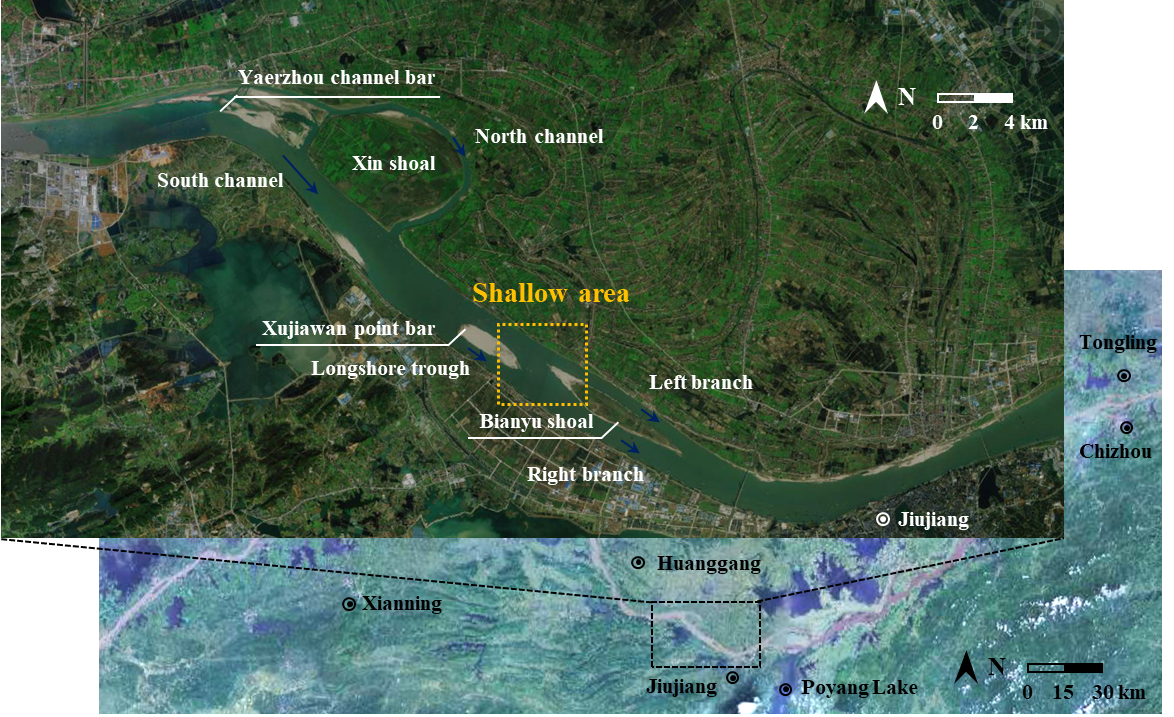 Yaerzhou channel bar
N
0 2 4 km
North channel
Xin shoal
South channel
Shallow area
Xujiawan point bar
Longshore trough
Left branch
Bianyu shoal
Right branch
Jiujiang
Tongling
Chizhou
Huanggang
Xianning
N
Jiujiang
Poyang Lake
0 15 30 km